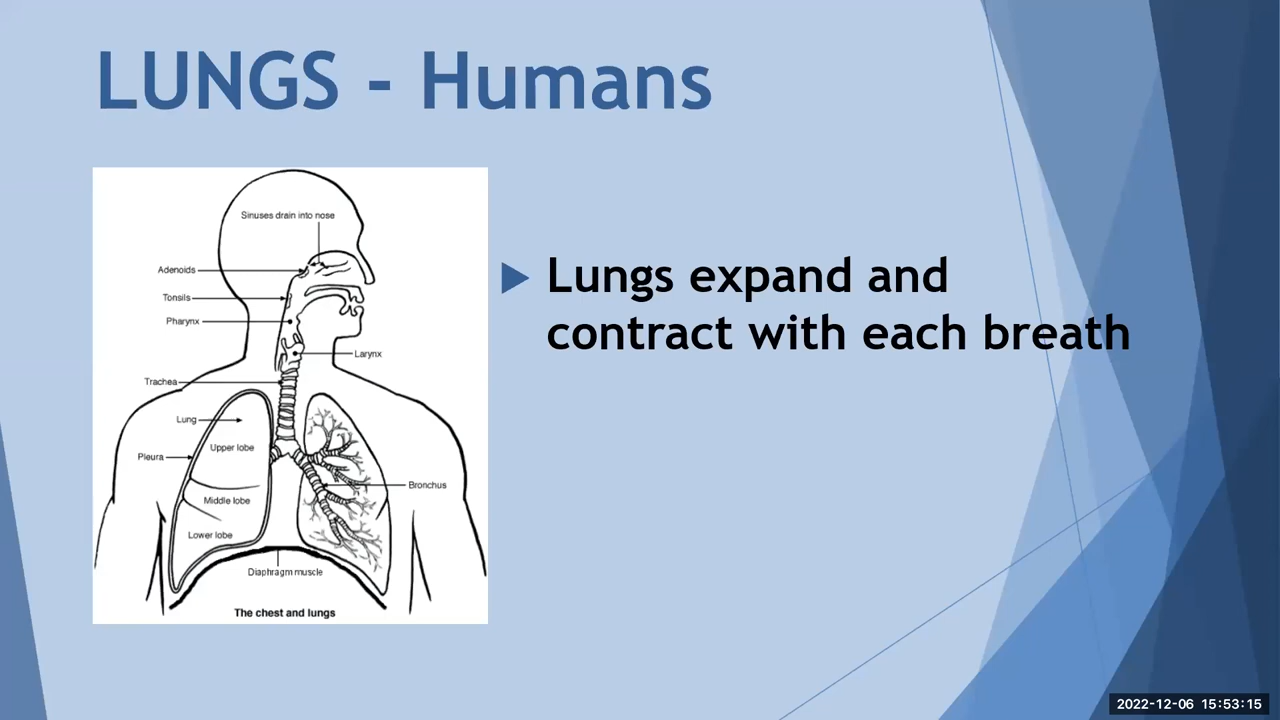 LUNGS - Humans
Sinuses drain into nose
Adenoids
Tonsils
Pharynx
Larynx
Trachea
Lung
Upper lobe
Pleura
Bronchus
Middle lobe
Lower lobe
Diaphragm muscle
The chest and lungs
Lungs expand and
contract with each breath
2022-12-06 15:53:15